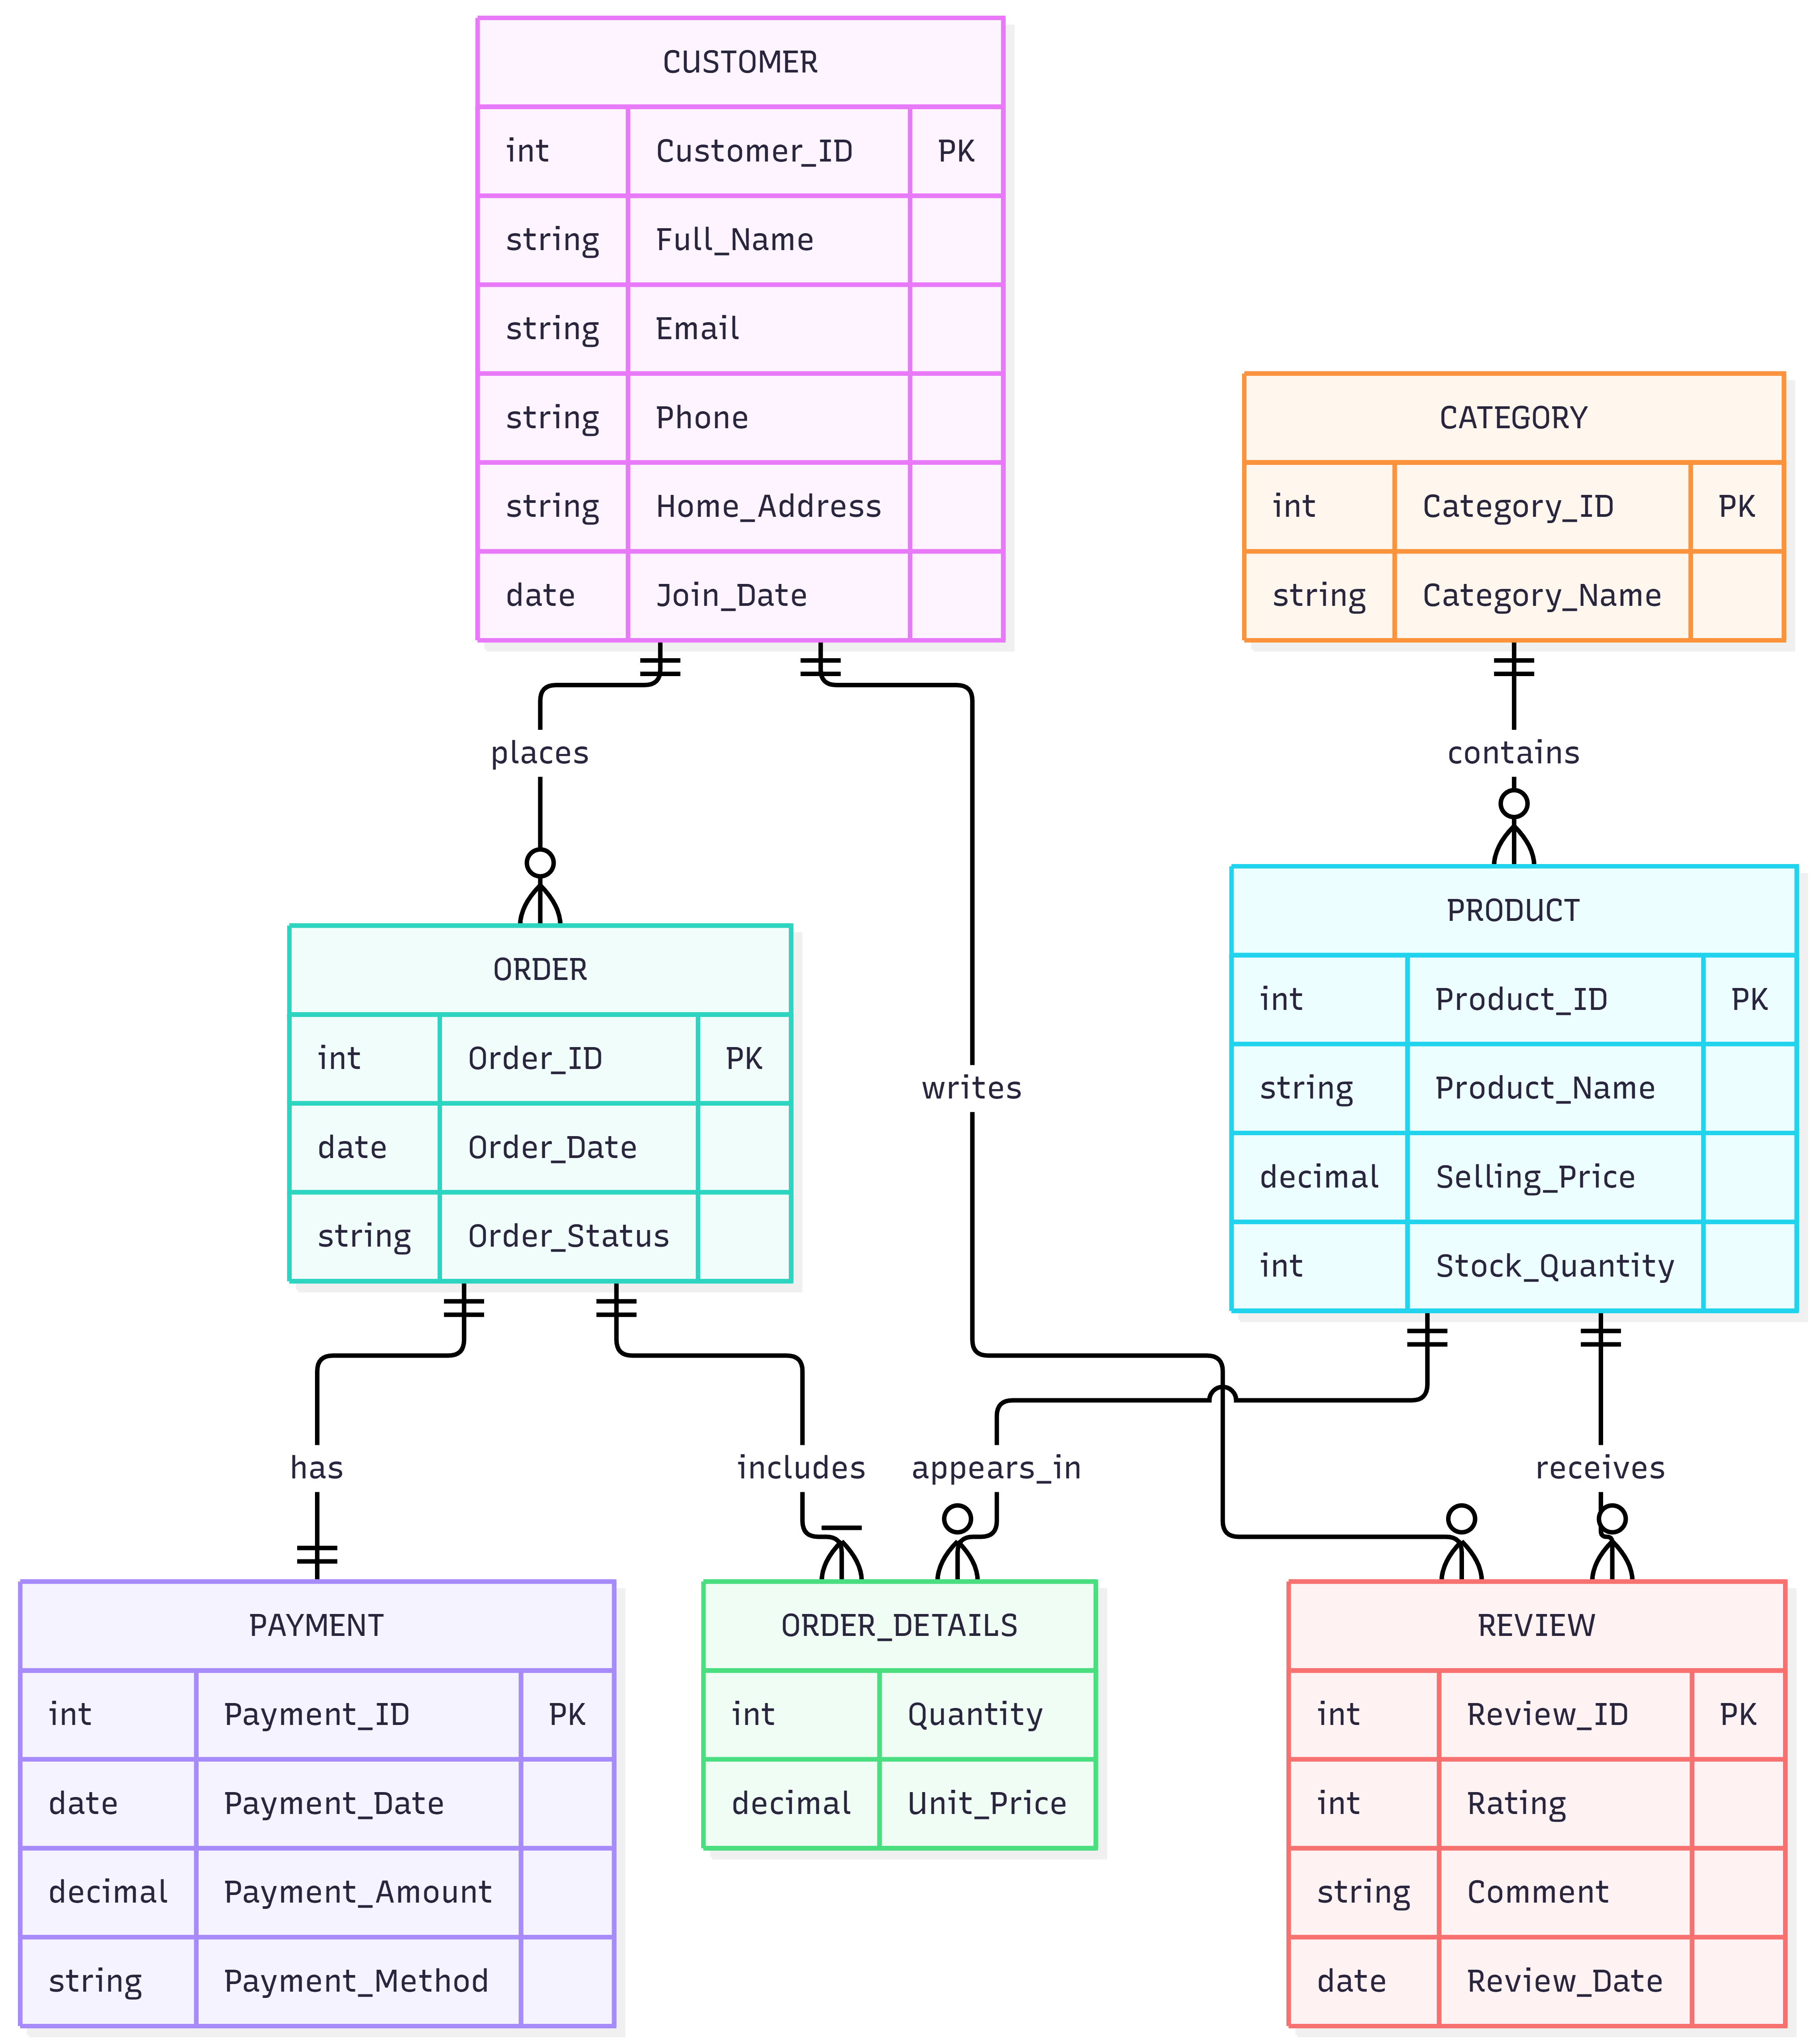 CUSTOMER
int Customer_ID PK
string Full_Name
string Email
string Phone
string Home_Address
date Join_Date
CATEGORY
int Category_ID PK
string Category_Name
places
contains
ORDER
int Order_ID PK
date Order_Date
string Order_Status
writes
PRODUCT
int Product_ID PK
string Product_Name
decimal Selling_Price
int Stock_Quantity
has
includes
appears_in
receives
PAYMENT
int Payment_ID PK
date Payment_Date
decimal Payment_Amount
string Payment_Method
ORDER_DETAILS
int Quantity
decimal Unit_Price
REVIEW
int Review_ID PK
int Rating
string Comment
date Review_Date